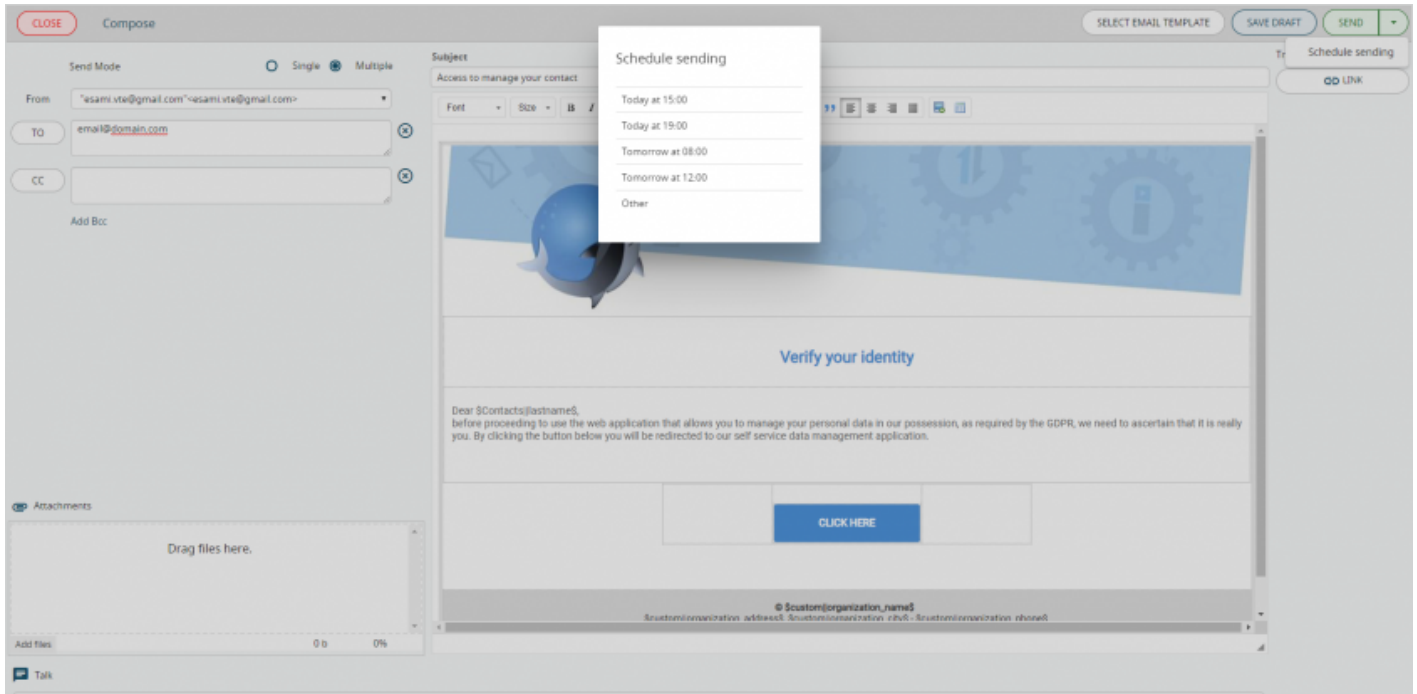 CLOSE
Compose
SELECT EMAIL TEMPLATE
SAVE DRAFT
SEND
Schedule sending
LINK
Send Mode
Single
Multiple
From
"esami.vte@gmail.com"<esami.vte@gmail.com>
TO
email@domain.com
CC
Add Bcc
Subject
Access to manage your contact
Font
Size
B
I
Schedule sending
Today at 15:00
Today at 19:00
Tomorrow at 08:00
Tomorrow at 12:00
Other
Verify your identity
Dear $Contacts|lastname$,
before proceeding to use the web application that allows you to manage your personal data in our possession, as required by the GDPR, we need to ascertain that it is really
you. By clicking the button below you will be redirected to our self service data management application.
CLICK HERE
© $custom|organization_name$
$custom|organization_address$, $custom|organization_city$ - $custom|organization_phone$
Attachments
Drag files here.
Add files
0 b
0%
Talk